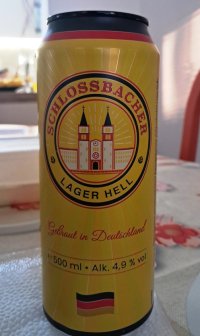 SCHLOSSBACHER
LAGER HELL
Gebraut in Deutschland
500 ml • Alk. 4,9 % vol